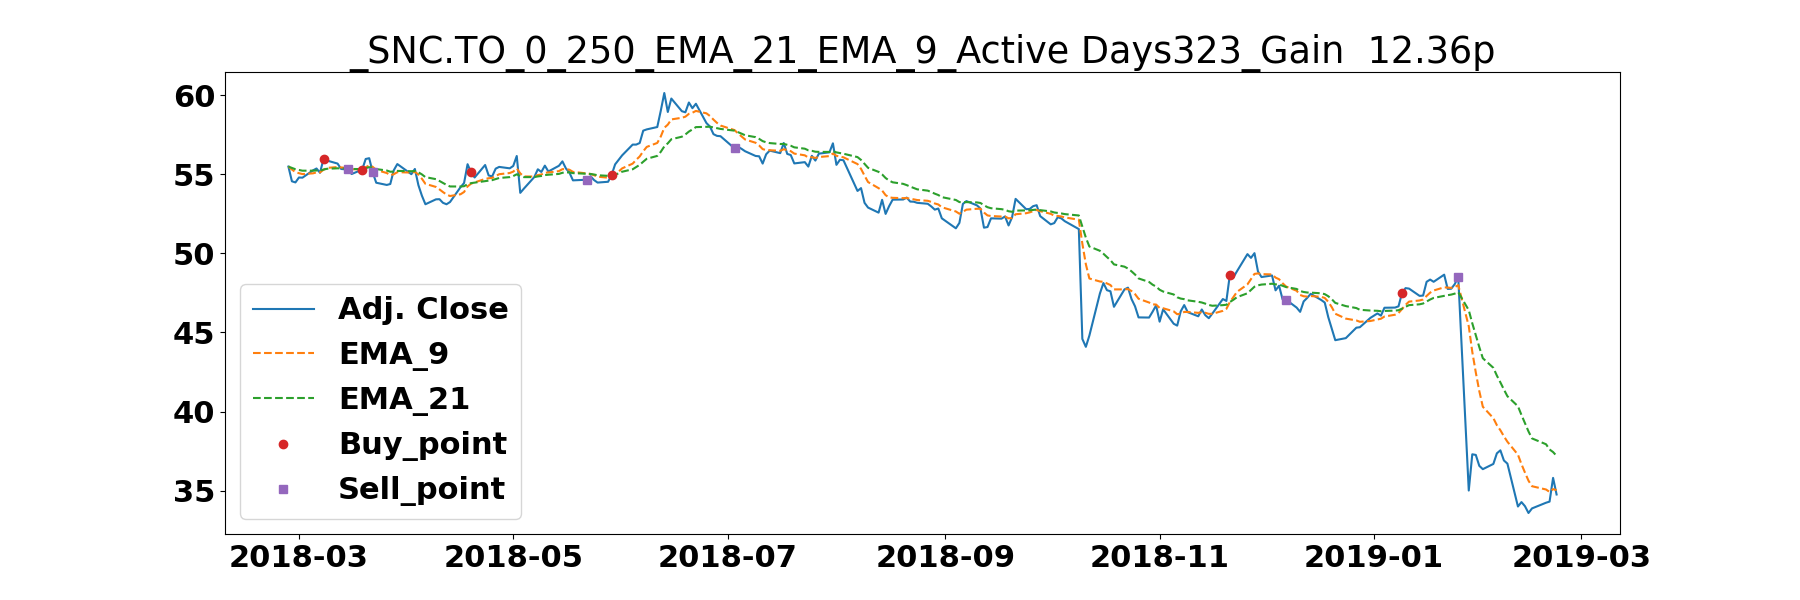 _SNC.TO_0_250_EMA_21_EMA_9_Active Days323_Gain  12.36p
60
55
50
45
40
35
Adj. Close
EMA_9
EMA_21
Buy_point
Sell_point
2018-03 2018-05 2018-07 2018-09 2018-11 2019-01 2019-03